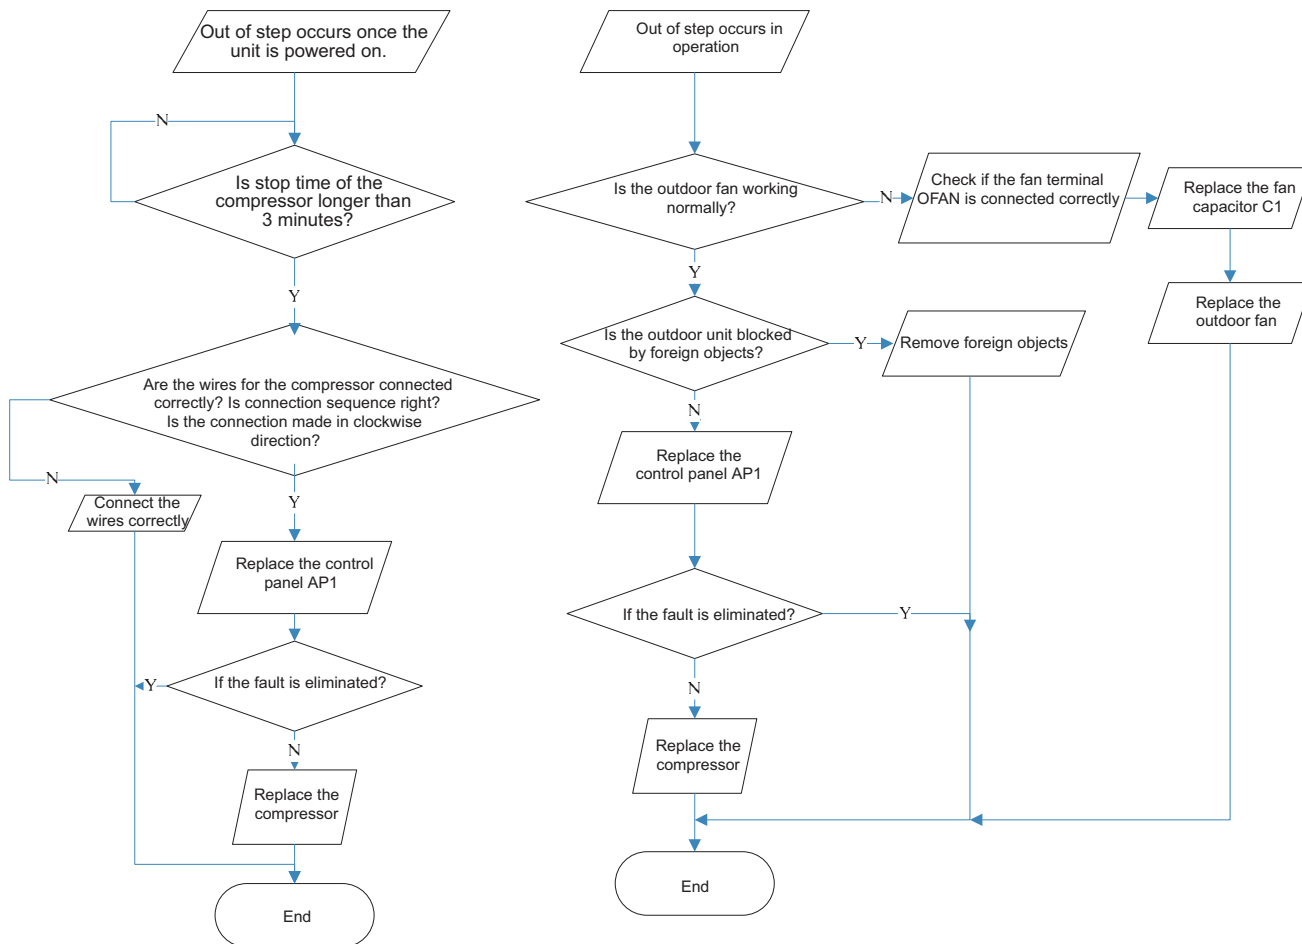 Out of step occurs once the
unit is powered on.
N
Is stop time of the
compressor longer than
3 minutes?
Y
Are the wires for the compressor connected
correctly? Is connection sequence right?
Is the connection made in clockwise
direction?
N
Connect the
wires correctly
Y
Replace the control
panel AP1
If the fault is eliminated?
Y
N
Replace the
compressor
End
Out of step occurs in
operation
Is the outdoor fan working
normally?
N
Check if the fan terminal
OFAN is connected correctly
Replace the fan
capacitor C1
Replace the
outdoor fan
Y
Is the outdoor unit blocked
by foreign objects?
Y
Remove foreign objects
N
Replace the
control panel AP1
If the fault is eliminated?
Y
N
Replace the
compressor
End